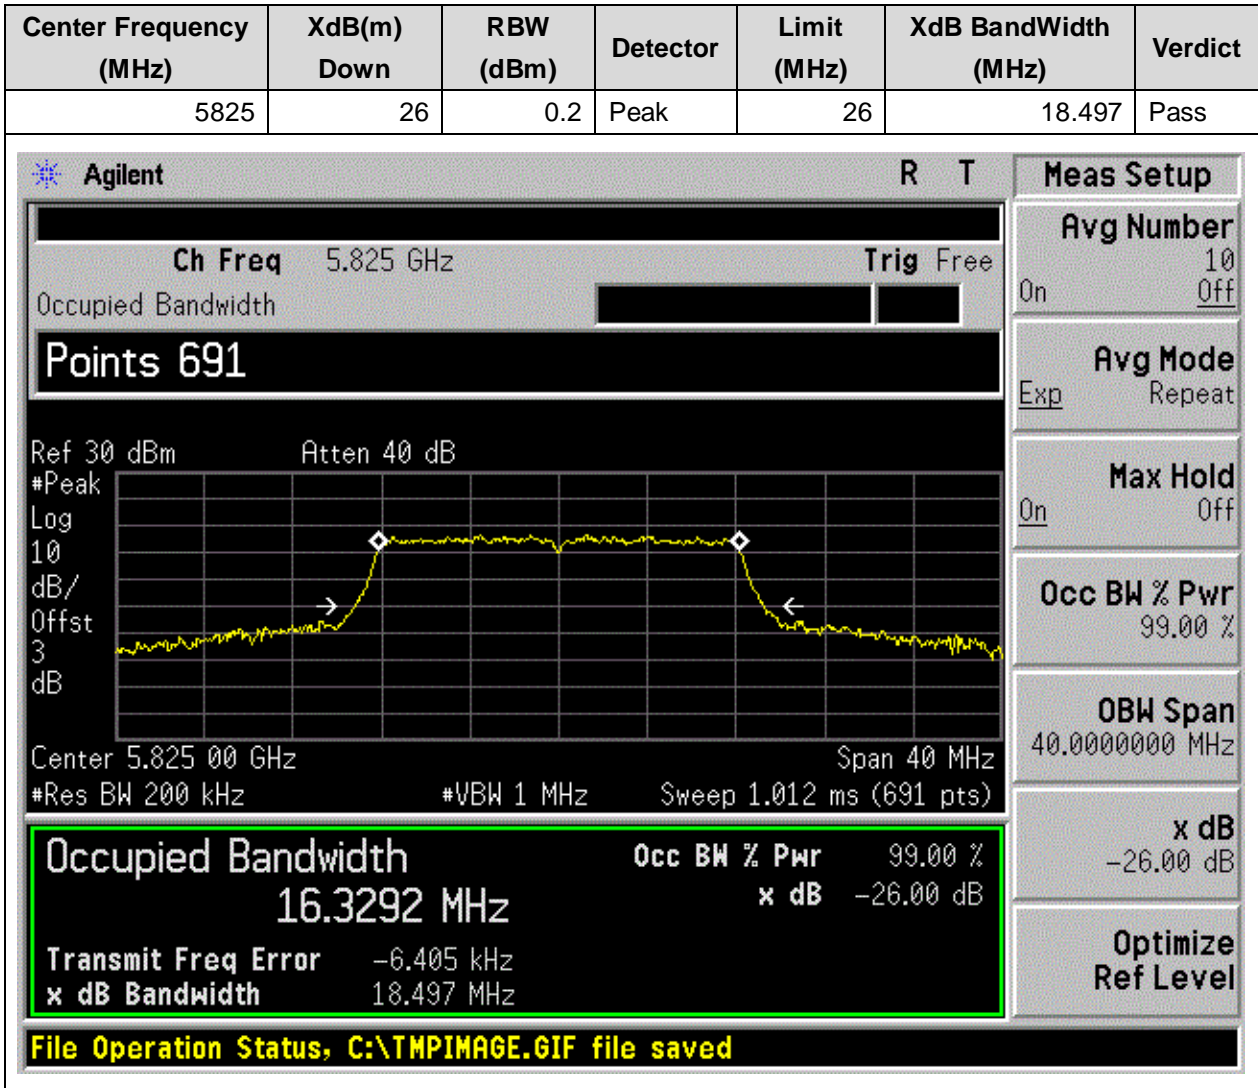 Center Frequency (MHz) XdB(m) Down RBW (dBm) Detector Limit (MHz) XdB BandWidth (MHz) Verdict
5825 26 0.2 Peak 26 18.497 Pass
Agilent R T
Ch Freq 5.825 GHz Trig Free
Occupied Bandwidth
Points 691
Ref 30 dBm Atten 40 dB
#Peak
Log
10
dB/
Offst
3
dB
Center 5.825 00 GHz Span 40 MHz
#Res BW 200 kHz #VBW 1 MHz Sweep 1.012 ms (691 pts)
Occupied Bandwidth
16.3292 MHz
Occ BW % Pwr 99.00 %
x dB -26.00 dB
Transmit Freq Error -6.405 kHz
x dB Bandwidth 18.497 MHz
File Operation Status, C:\TMPIMAGE.GIF file saved
Meas Setup
Avg Number
10
On Off
Avg Mode
Exp Repeat
Max Hold
On Off
Occ BW % Pwr
99.00 %
OBW Span
40.0000000 MHz
x dB
-26.00 dB
Optimize
Ref Level